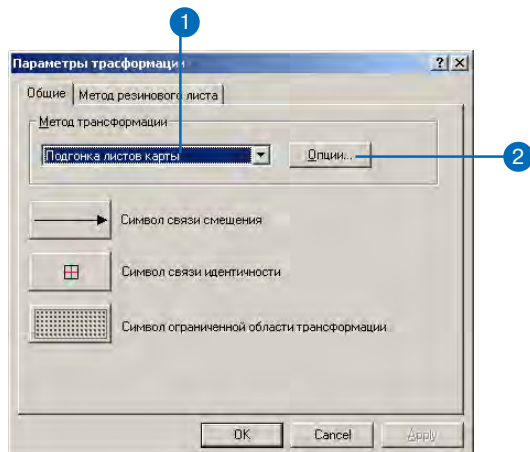 1
Параметры трасформации
Общие Метод резинового листа
Метод трансформации
Подгонка листов карты Опции... 2
Символ связи смещения
Символ связи идентичности
Символ ограниченной области трансформации
OK Cancel Apply